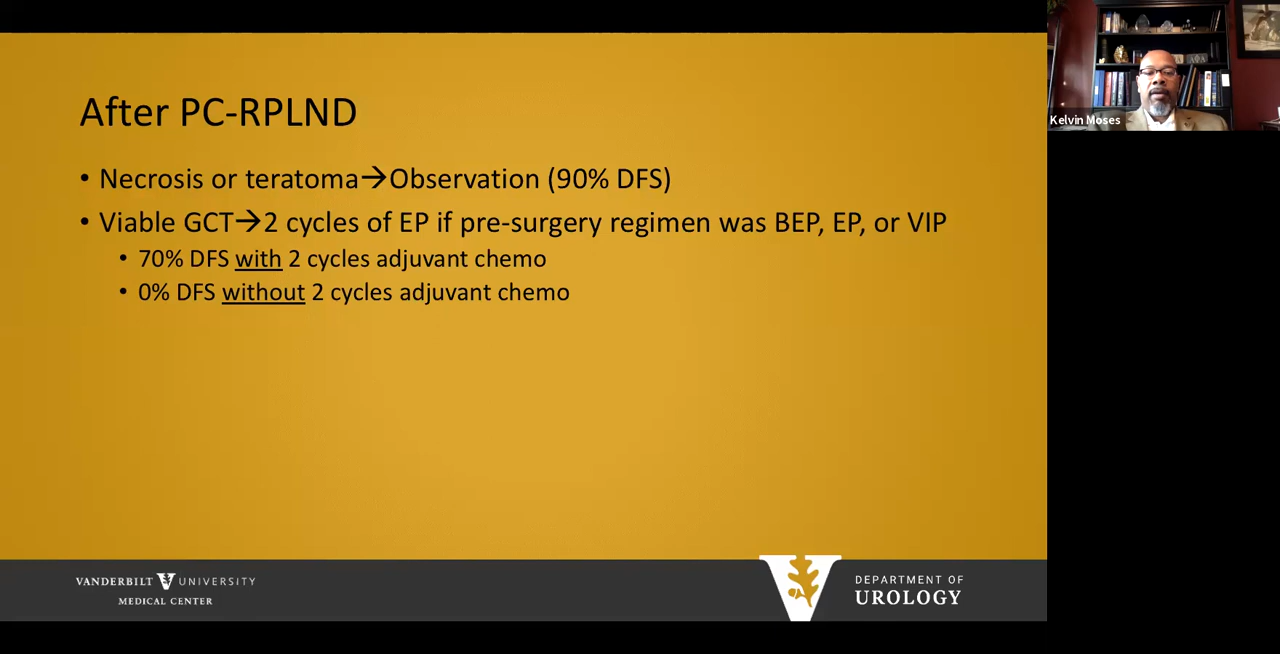 After PC-RPLND
• Necrosis or teratoma→Observation (90% DFS)
• Viable GCT→2 cycles of EP if pre-surgery regimen was BEP, EP, or VIP
• 70% DFS with 2 cycles adjuvant chemo
• 0% DFS without 2 cycles adjuvant chemo
VANDERBILT UNIVERSITY
MEDICAL CENTER
DEPARTMENT OF
UROLOGY
Kelvin Moses